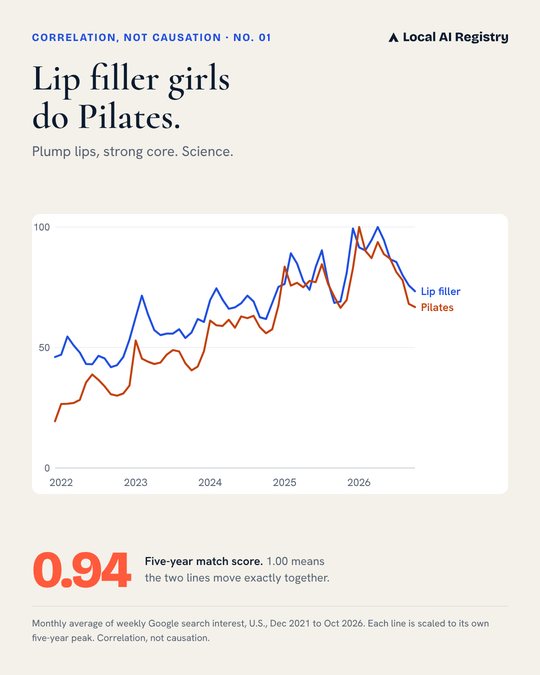 CORRELATION, NOT CAUSATION · NO. 01
Local AI Registry
Lip filler girls
do Pilates.
Plump lips, strong core. Science.
100
50
0
Lip filler
Pilates
2022 2023 2024 2025 2026
0.94
Five-year match score. 1.00 means
the two lines move exactly together.
Monthly average of weekly Google search interest, U.S., Dec 2021 to Oct 2026. Each line is scaled to its own
five-year peak. Correlation, not causation.